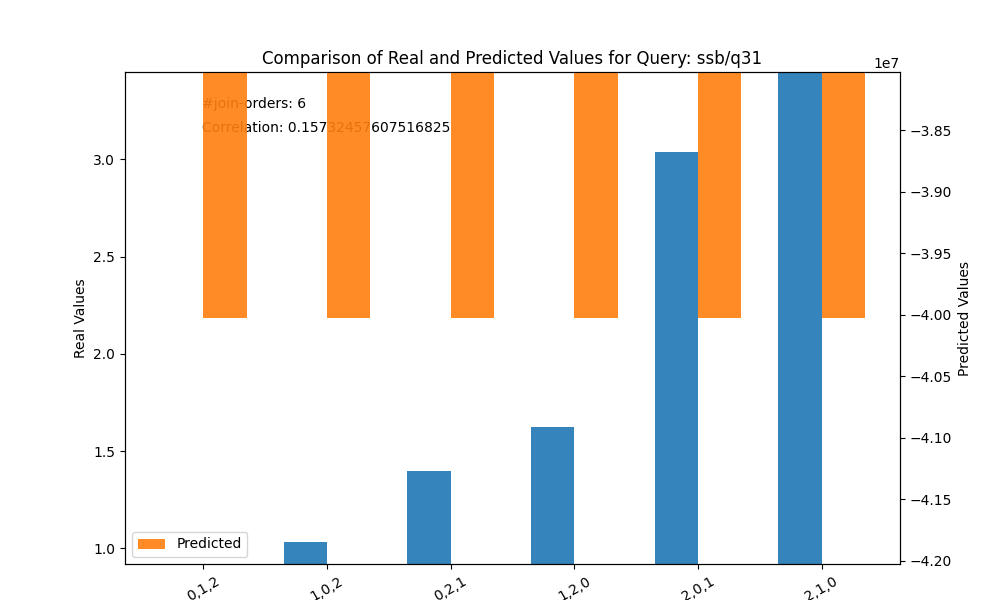 Comparison of Real and Predicted Values for Query: ssb/q31
1e7
#join-orders: 6
Correlation: 0.15732457607516825
3.0
2.5
2.0
1.5
1.0
Real Values
−3.85
−3.90
−3.95
−4.00
−4.05
−4.10
−4.15
−4.20
Predicted Values
Predicted
0,1,2
1,0,2
0,2,1
1,2,0
2,0,1
2,1,0